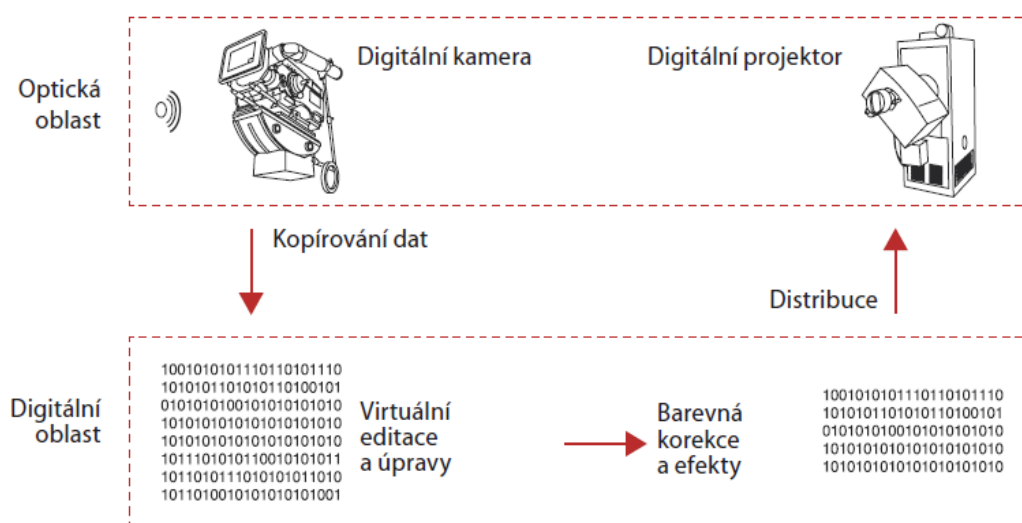 Digitální kamera
Digitální projektor
Optická
oblast
Kopírování dat
Distribuce
Digitální
oblast
1001010101110110101110
1010101101010110100101
0101010100101010101010
1010101010101010101010
1010101010101010101010
1011101010110010101011
1011010111010101011010
1011010010101010101001
Virtuální
editace
a úpravy
Barevná
korekce
a efekty
1001010101110110101110
1010101101010110100101
0101010100101010101010
1010101010101010101010
1010101010101010101010